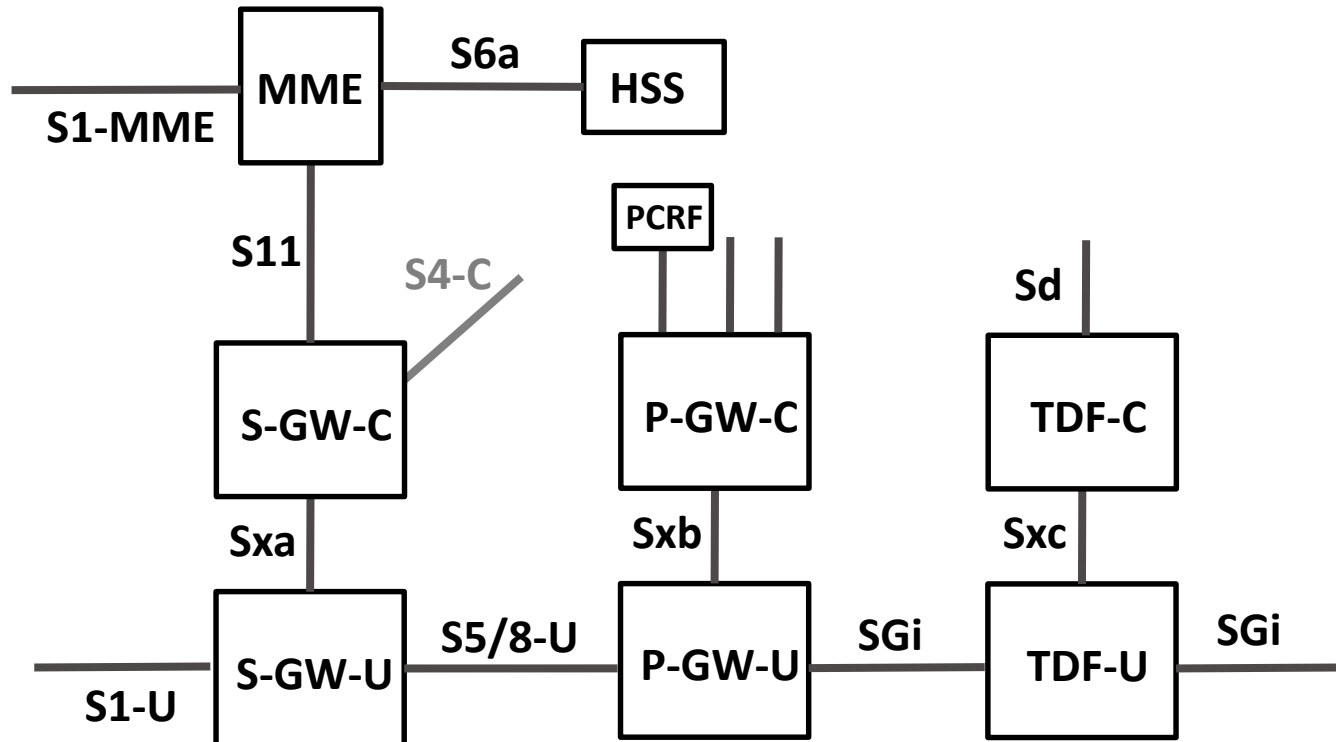 S6a
MME
HSS
S1-MME
PCRF
S11
S4-C
Sd
S-GW-C
P-GW-C
TDF-C
Sxa
Sxb
Sxc
S5/8-U
SGi
SGi
S-GW-U
P-GW-U
TDF-U
S1-U